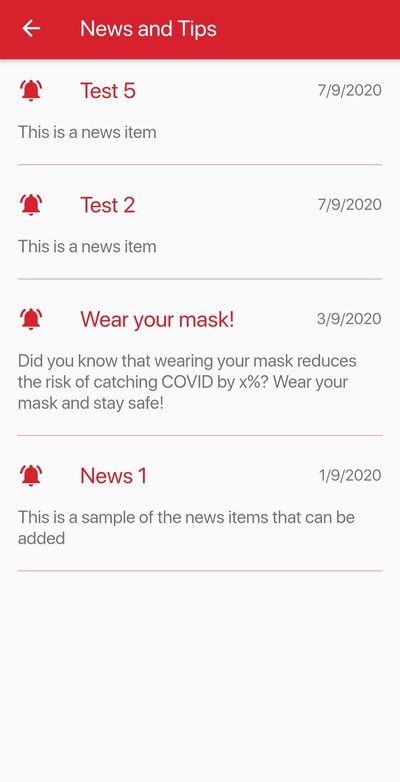 News and Tips
Test 5 7/9/2020
This is a news item
Test 2 7/9/2020
This is a news item
Wear your mask! 3/9/2020
Did you know that wearing your mask reduces
the risk of catching COVID by x%? Wear your
mask and stay safe!
News 1 1/9/2020
This is a sample of the news items that can be
added